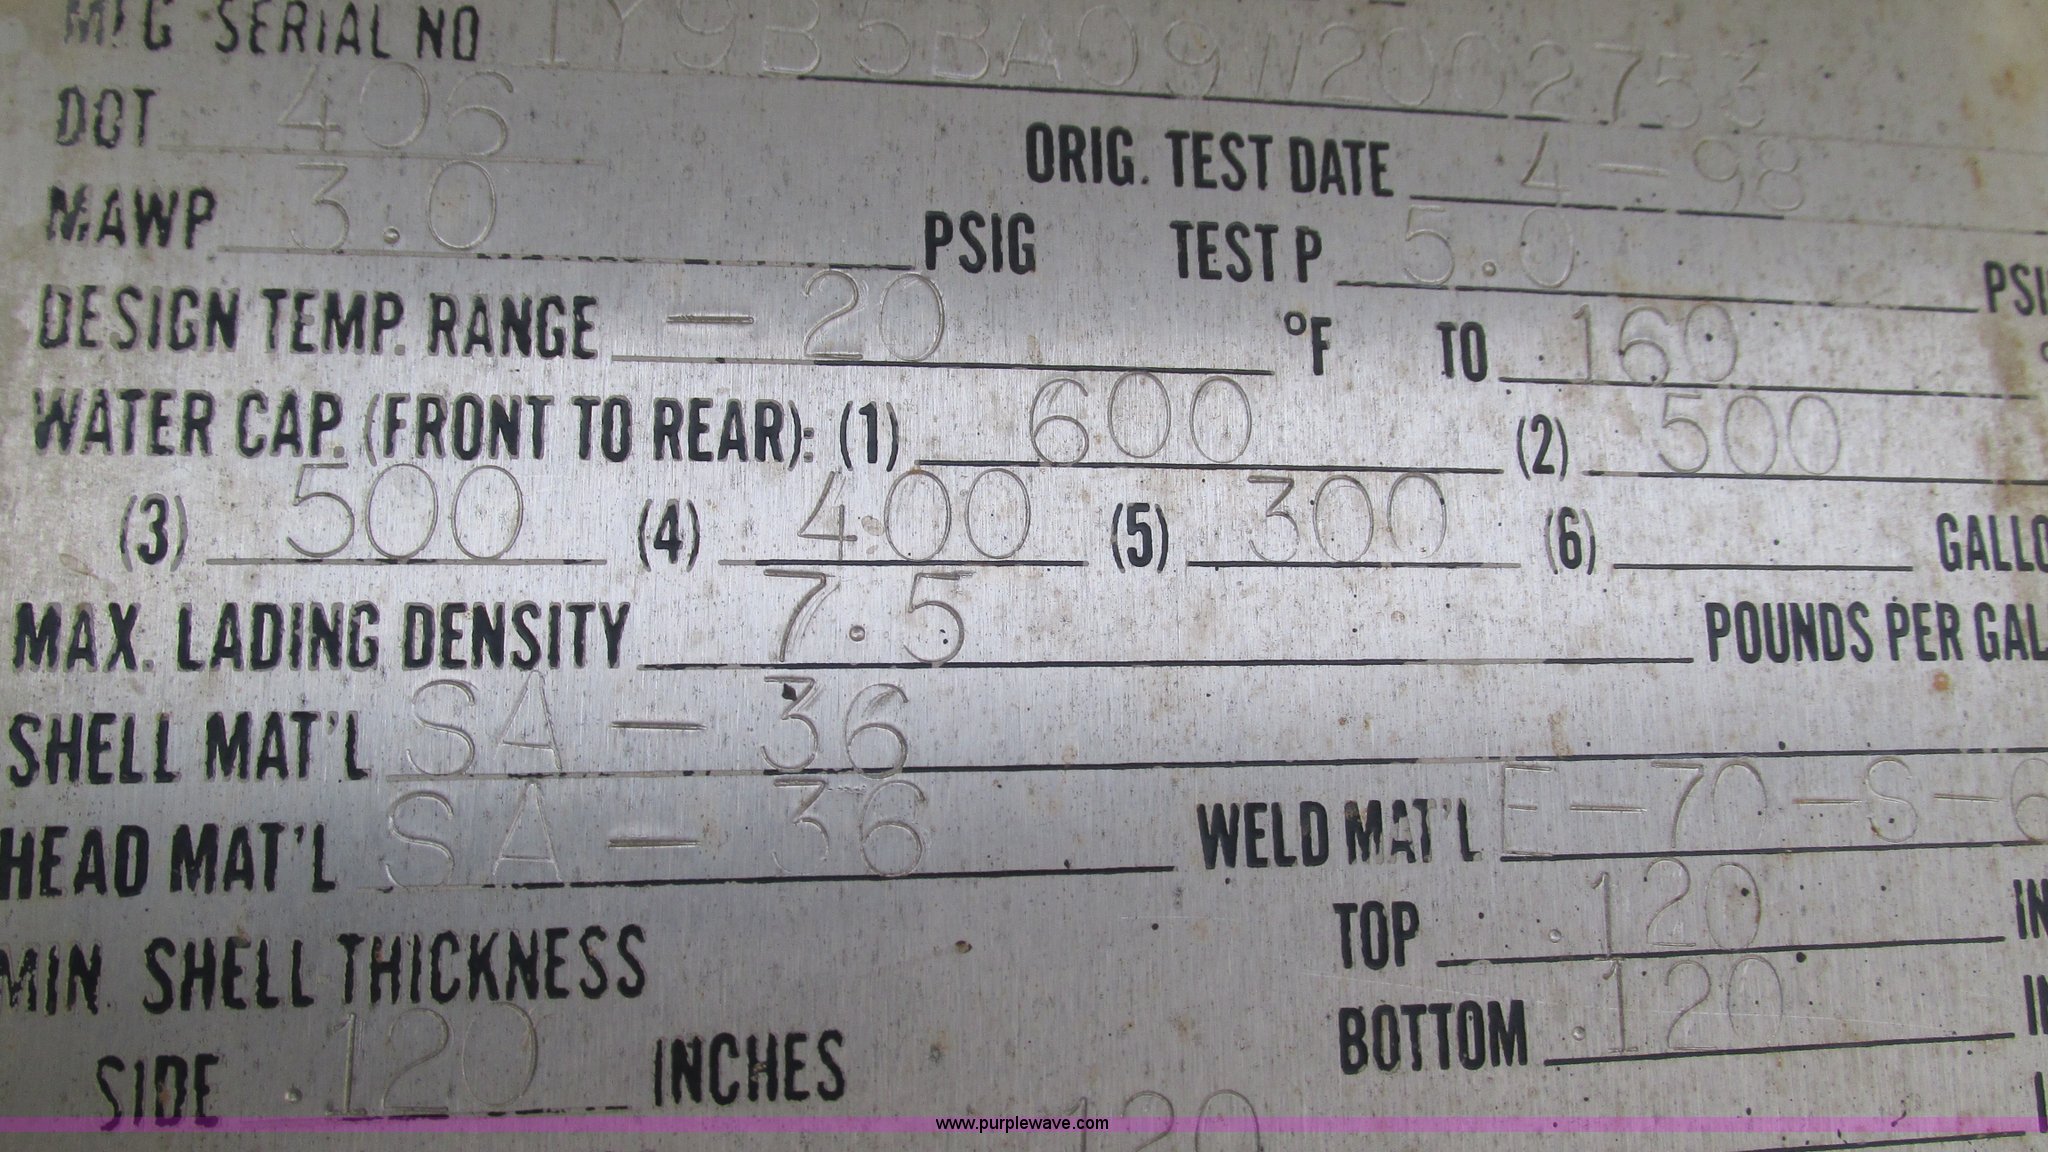 MFG SERIAL NO 1Y9B5BA09W2002753
DOT 406
ORIG. TEST DATE 4-98
MAWP 3.0 PSIG TEST P 5.0 PSI
DESIGN TEMP. RANGE -20 °F TO 160
WATER CAP. (FRONT TO REAR): (1) 600 (2) 500
(3) 500 (4) 400 (5) 300 (6) GALLO
MAX. LADING DENSITY 7.5 POUNDS PER GAL
SHELL MAT'L SA-36
HEAD MAT'L SA-36 WELD MAT'L E-70-S-6
MIN. SHELL THICKNESS TOP .120 IN
BOTTOM .120 IN
SIDE .120 INCHES
120
www.purplewave.com